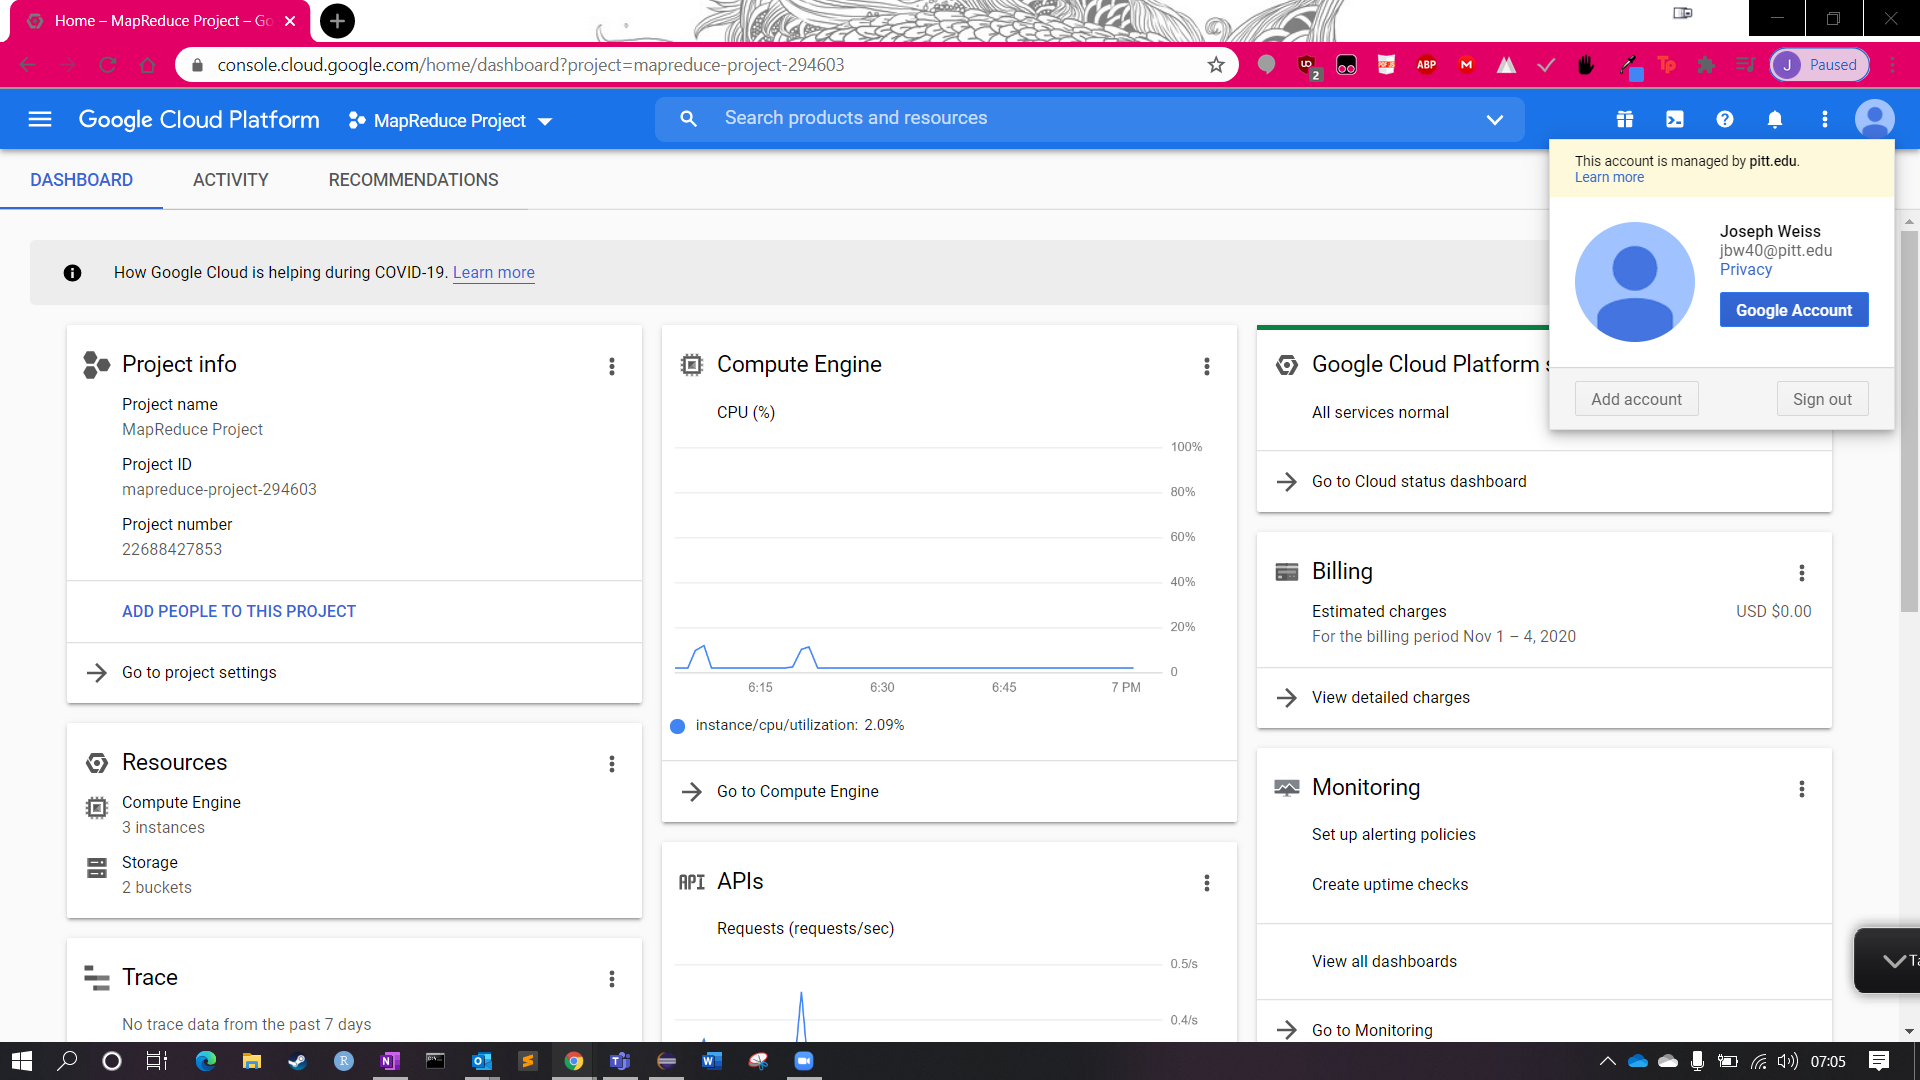 Home – MapReduce Project – Go
console.cloud.google.com/home/dashboard?project=mapreduce-project-294603
UD
2
ABP
M
TP
J Paused
Google Cloud Platform
MapReduce Project
Search products and resources
DASHBOARD
ACTIVITY
RECOMMENDATIONS
This account is managed by pitt.edu.
Learn more
Joseph Weiss
jbw40@pitt.edu
Privacy
Google Account
Add account
Sign out
How Google Cloud is helping during COVID-19. Learn more
Project info
Project name
MapReduce Project
Project ID
mapreduce-project-294603
Project number
22688427853
ADD PEOPLE TO THIS PROJECT
Go to project settings
Resources
Compute Engine
3 instances
Storage
2 buckets
Trace
No trace data from the past 7 days
Compute Engine
CPU (%)
100%
80%
60%
40%
20%
0
6:15
6:30
6:45
7 PM
instance/cpu/utilization: 2.09%
Go to Compute Engine
API APIs
Requests (requests/sec)
0.5/s
0.4/s
Google Cloud Platform s
All services normal
Go to Cloud status dashboard
Billing
Estimated charges
USD $0.00
For the billing period Nov 1 – 4, 2020
View detailed charges
Monitoring
Set up alerting policies
Create uptime checks
View all dashboards
Go to Monitoring
Ta
07:05